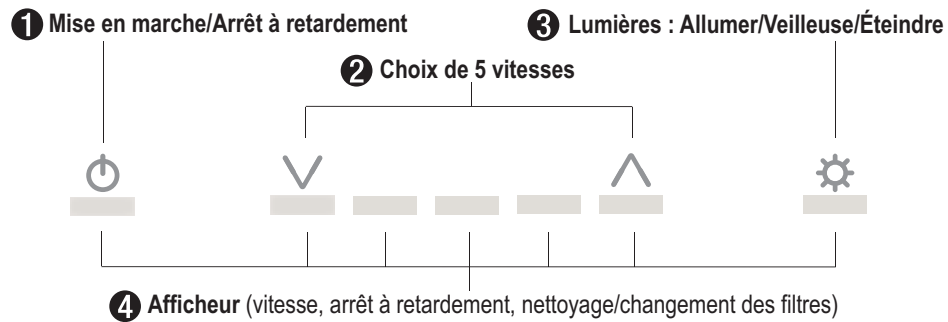 ❶ Mise en marche/Arrêt à retardement
❸ Lumières : Allumer/Veilleuse/Éteindre
❷ Choix de 5 vitesses
❹ Afficheur (vitesse, arrêt à retardement, nettoyage/changement des filtres)